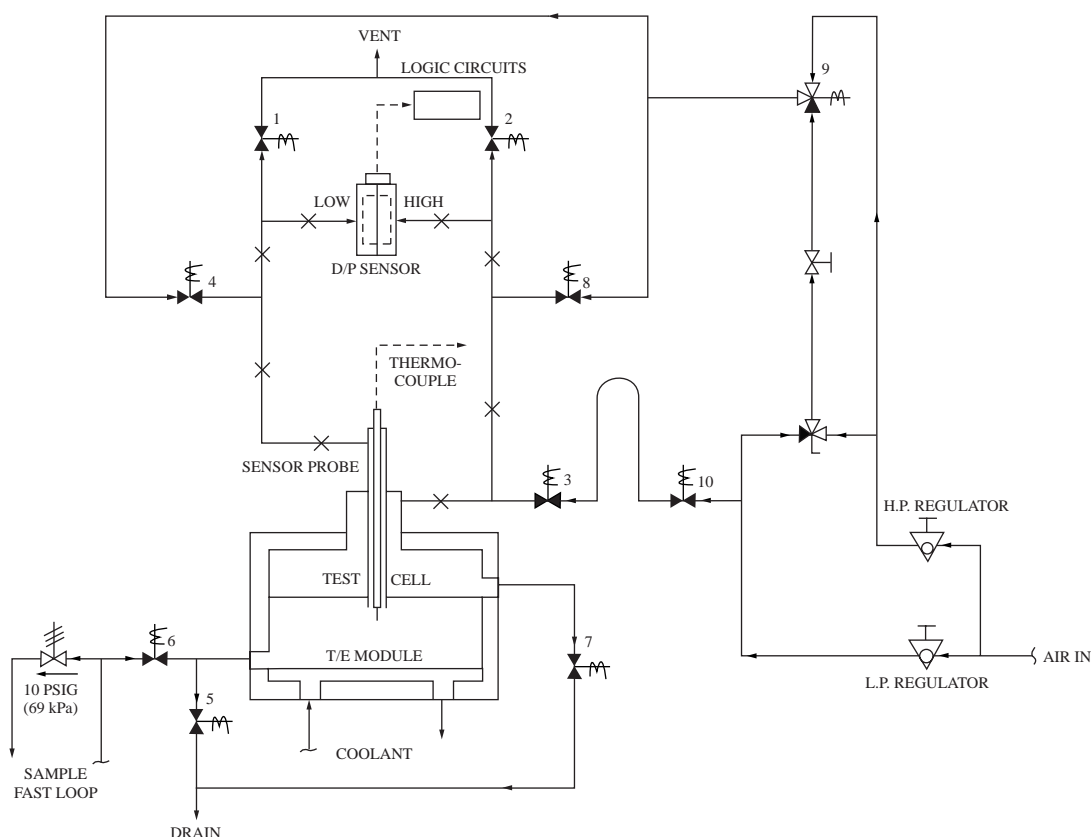 VENT
LOGIC CIRCUITS
9
1
2
LOW
HIGH
D/P SENSOR
4
8
THERMO-
COUPLE
SENSOR PROBE
3
10
H.P. REGULATOR
TEST
CELL
6
7
T/E MODULE
AIR IN
10 PSIG
(69 kPa)
L.P. REGULATOR
5
COOLANT
SAMPLE
FAST LOOP
DRAIN